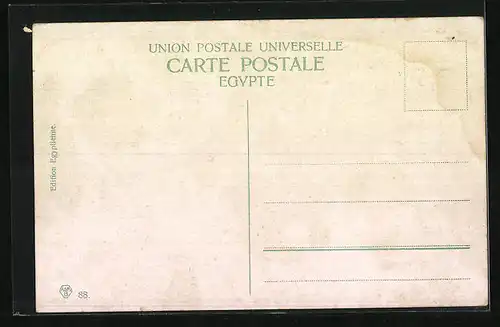 UNION POSTALE UNIVERSELLE
CARTE POSTALE
EGYPTE
Edition Egyptienne.
88.